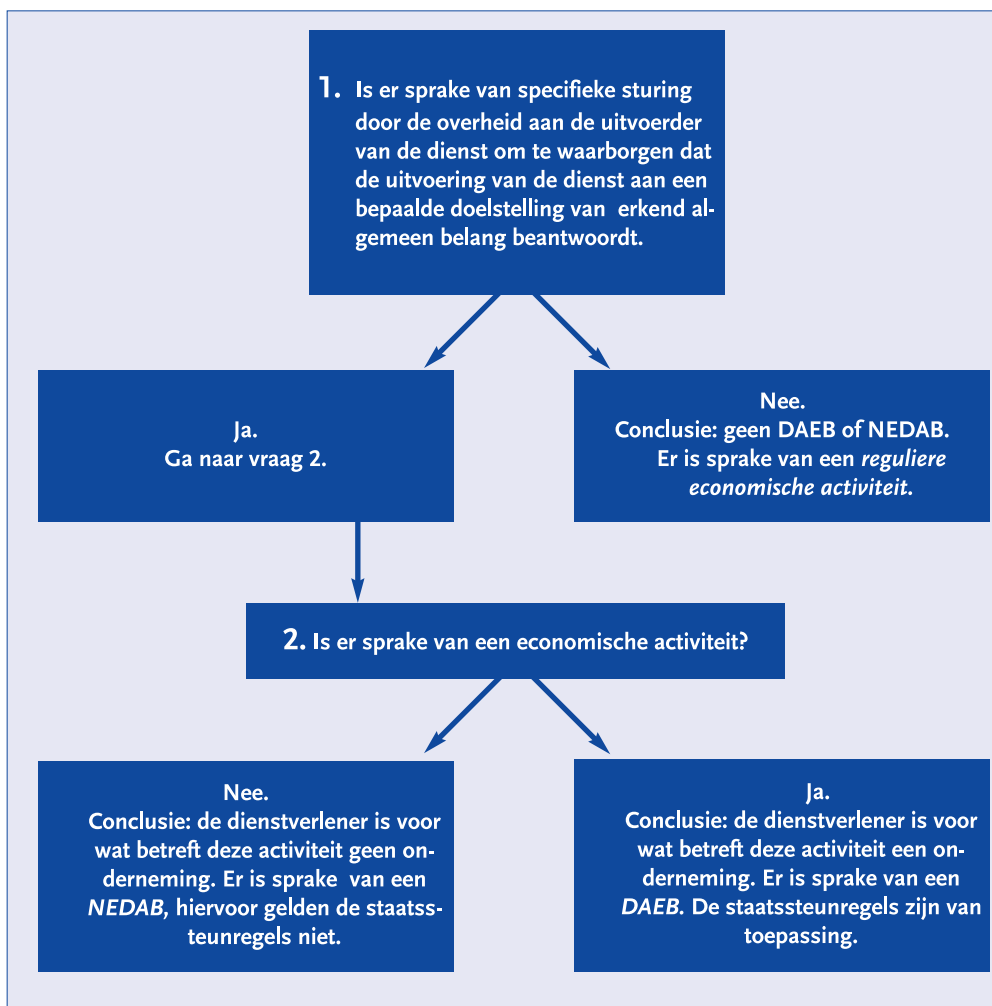 1. Is er sprake van specifieke sturing
door de overheid aan de uitvoerder
van de dienst om te waarborgen dat
de uitvoering van de dienst aan een
bepaalde doelstelling van erkend al-
gemeen belang beantwoordt.
Ja.
Ga naar vraag 2.
Nee.
Conclusie: geen DAEB of NEDAB.
Er is sprake van een reguliere
economische activiteit.
2. Is er sprake van een economische activiteit?
Nee.
Conclusie: de dienstverlener is voor
wat betreft deze activiteit geen on-
derneming. Er is sprake van een
NEDAB, hiervoor gelden de staatss-
teunregels niet.
Ja.
Conclusie: de dienstverlener is voor
wat betreft deze activiteit een on-
derneming. Er is sprake van een
DAEB. De staatssteunregels zijn van
toepassing.